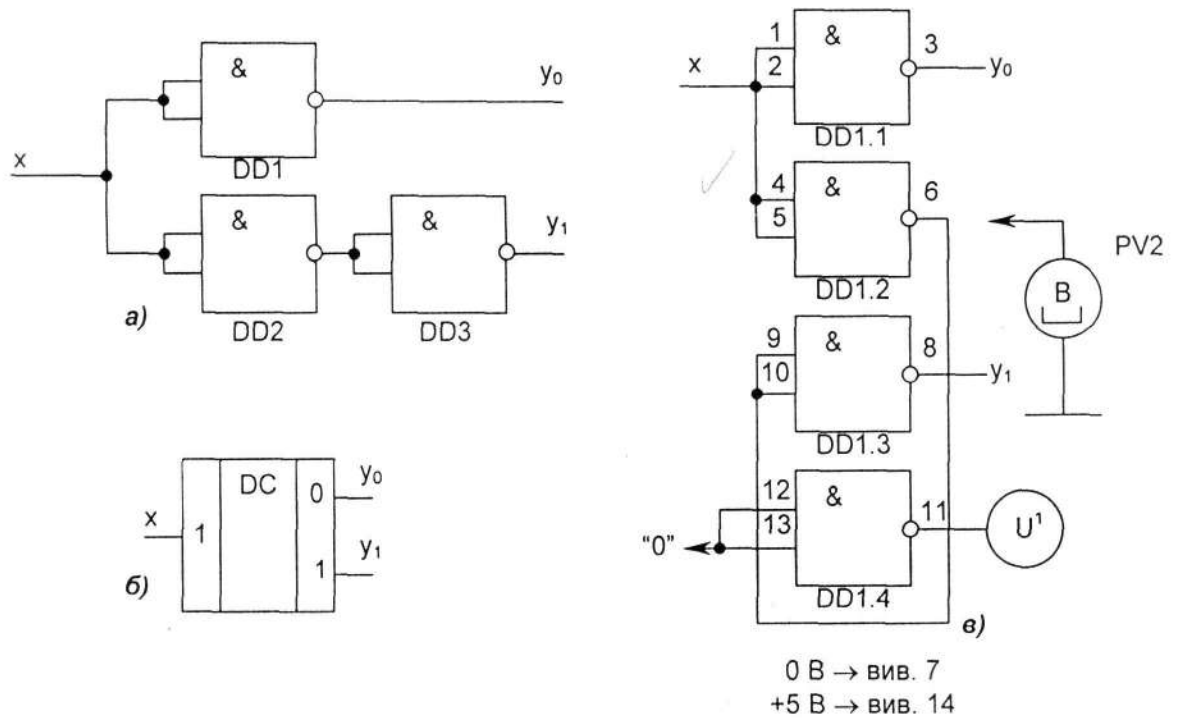 &
y₀
DD1
x
&
DD2
&
y₁
DD3
а)
DC
x
1
0
y₀
1
y₁
б)
x
1
2
&
3
y₀
DD1.1
4
5
&
6
DD1.2
PV2
В
9
10
&
8
y₁
DD1.3
12
13
&
11
"0"
U¹
DD1.4
в)
0 В → вив. 7
+5 В → вив. 14